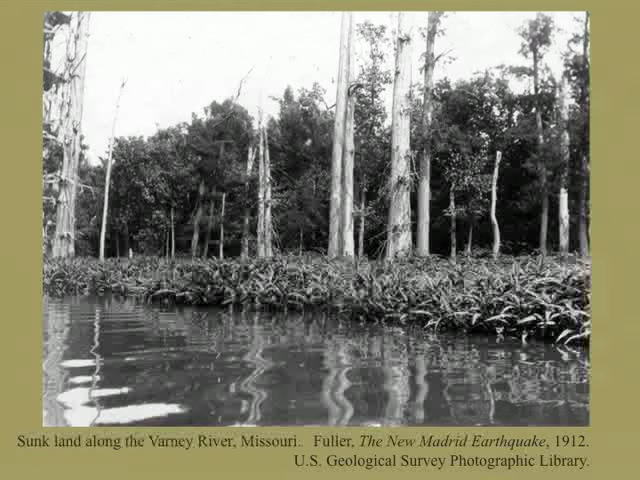 Sunk land along the Varney River, Missouri.  Fuller, The New Madrid Earthquake, 1912.
U.S. Geological Survey Photographic Library.